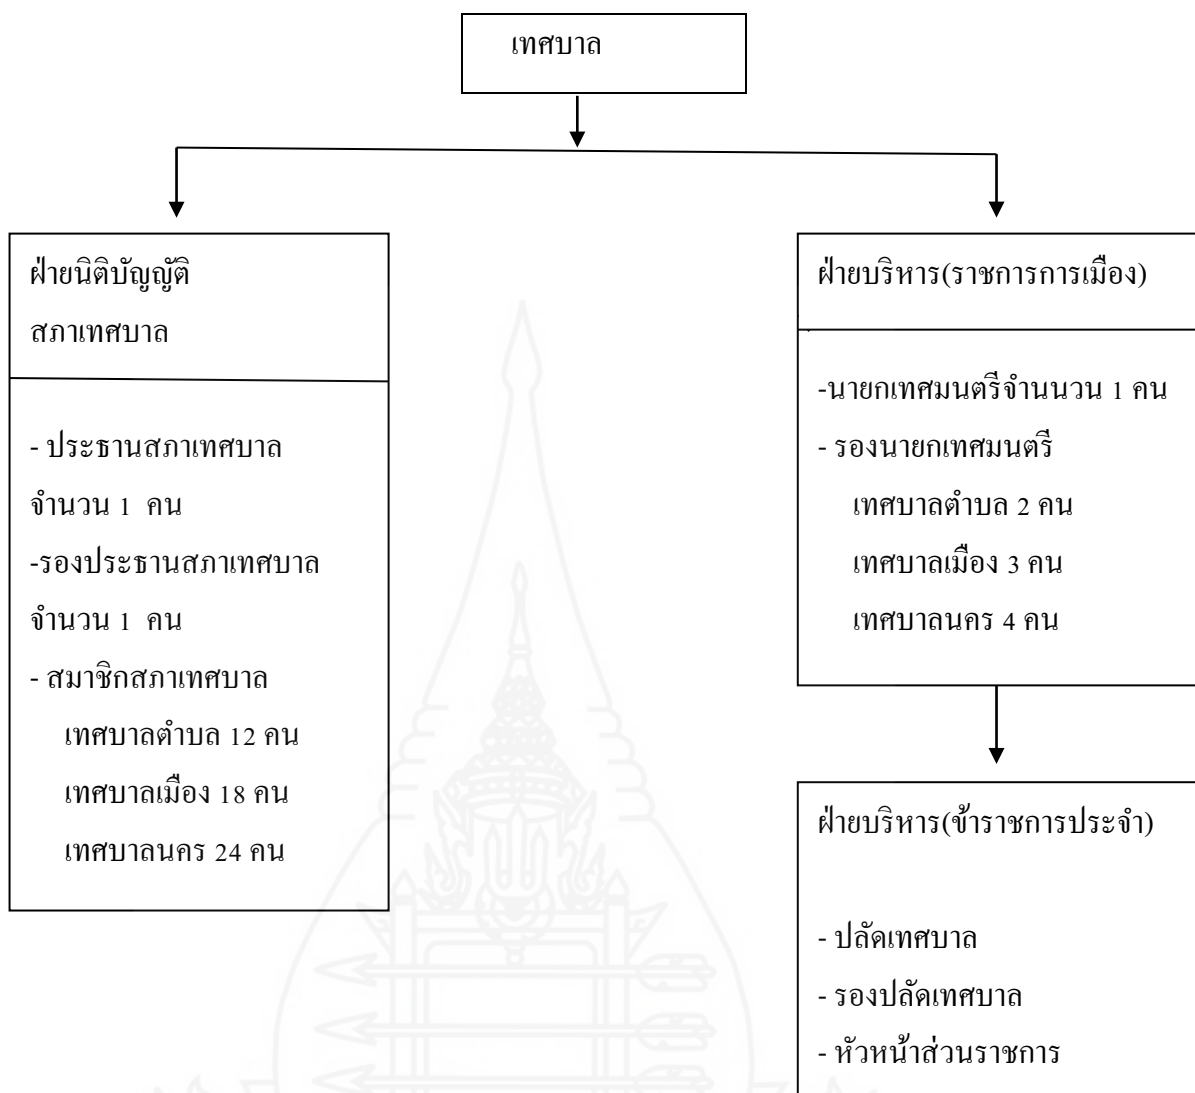 เทศบาล
ฝ่ายนิติบัญญัติ
สภาเทศบาล
- ประธานสภาเทศบาล
จำนวน 1 คน
-รองประธานสภาเทศบาล
จำนวน 1 คน
- สมาชิกสภาเทศบาล
เทศบาลตำบล 12 คน
เทศบาลเมือง 18 คน
เทศบาลนคร 24 คน
ฝ่ายบริหาร(ราชการการเมือง)
-นายกเทศมนตรีจำนนวน 1 คน
- รองนายกเทศมนตรี
เทศบาลตำบล 2 คน
เทศบาลเมือง 3 คน
เทศบาลนคร 4 คน
ฝ่ายบริหาร(ข้าราชการประจำ)
- ปลัดเทศบาล
- รองปลัดเทศบาล
- หัวหน้าส่วนราชการ